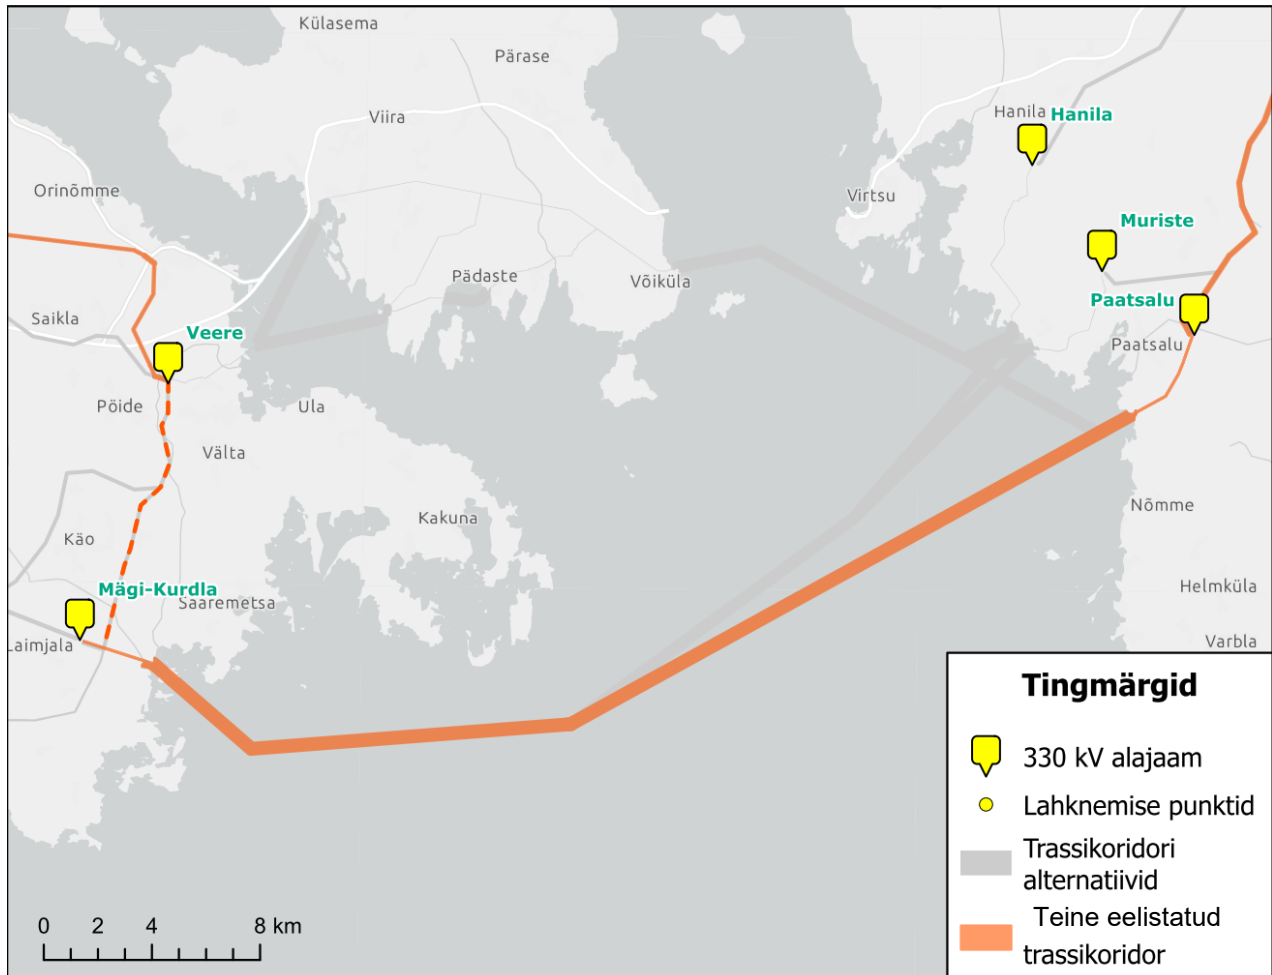 Külasema
Pärase
Viira
Hanila
Hanila
Orinõmme
Virtsu
Muriste
Pädaste
Võiküla
Paatsalu
Saikla
Veere
Paatsalu
Pöide
Ula
Välta
Kakuna
Nõmme
Käo
Mägi-Kurdla
Saaremetsa
Helmküla
Laimjala
Varbla
Tingmärgid
330 kV alajaam
Lahknemise punktid
Trassikoridori
alternatiivid
Teine eelistatud
trassikoridor
0 2 4 8 km